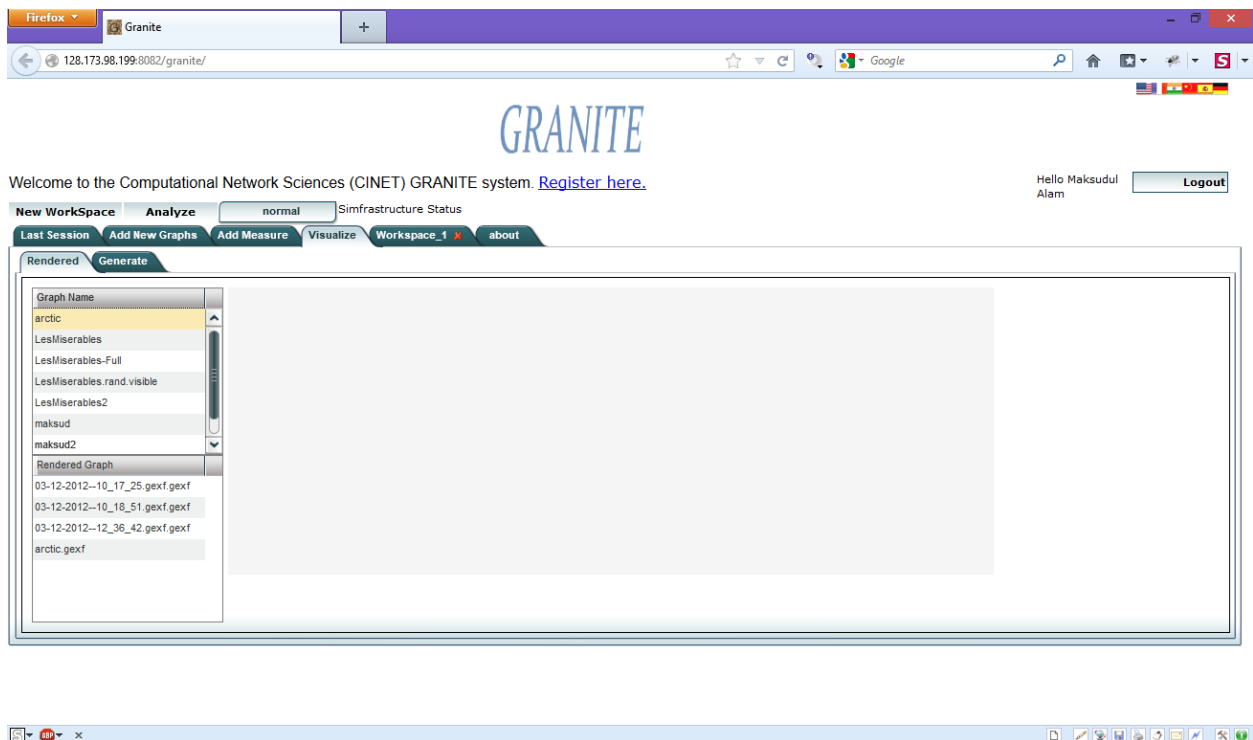 Firefox
Granite
128.173.98.199:8082/granite/
Google
GRANITE
Welcome to the Computational Network Sciences (CINET) GRANITE system. Register here.
Hello Maksudul Alam
Logout
New WorkSpace
Analyze
normal
Simfrastructure Status
Last Session
Add New Graphs
Add Measure
Visualize
Workspace_1
about
Rendered
Generate
Graph Name
arctic
LesMiserables
LesMiserables-Full
LesMiserables.rand.visible
LesMiserables2
maksud
maksud2
Rendered Graph
03-12-2012--10_17_25.gexf.gexf
03-12-2012--10_18_51.gexf.gexf
03-12-2012--12_36_42.gexf.gexf
arctic.gexf
ABP